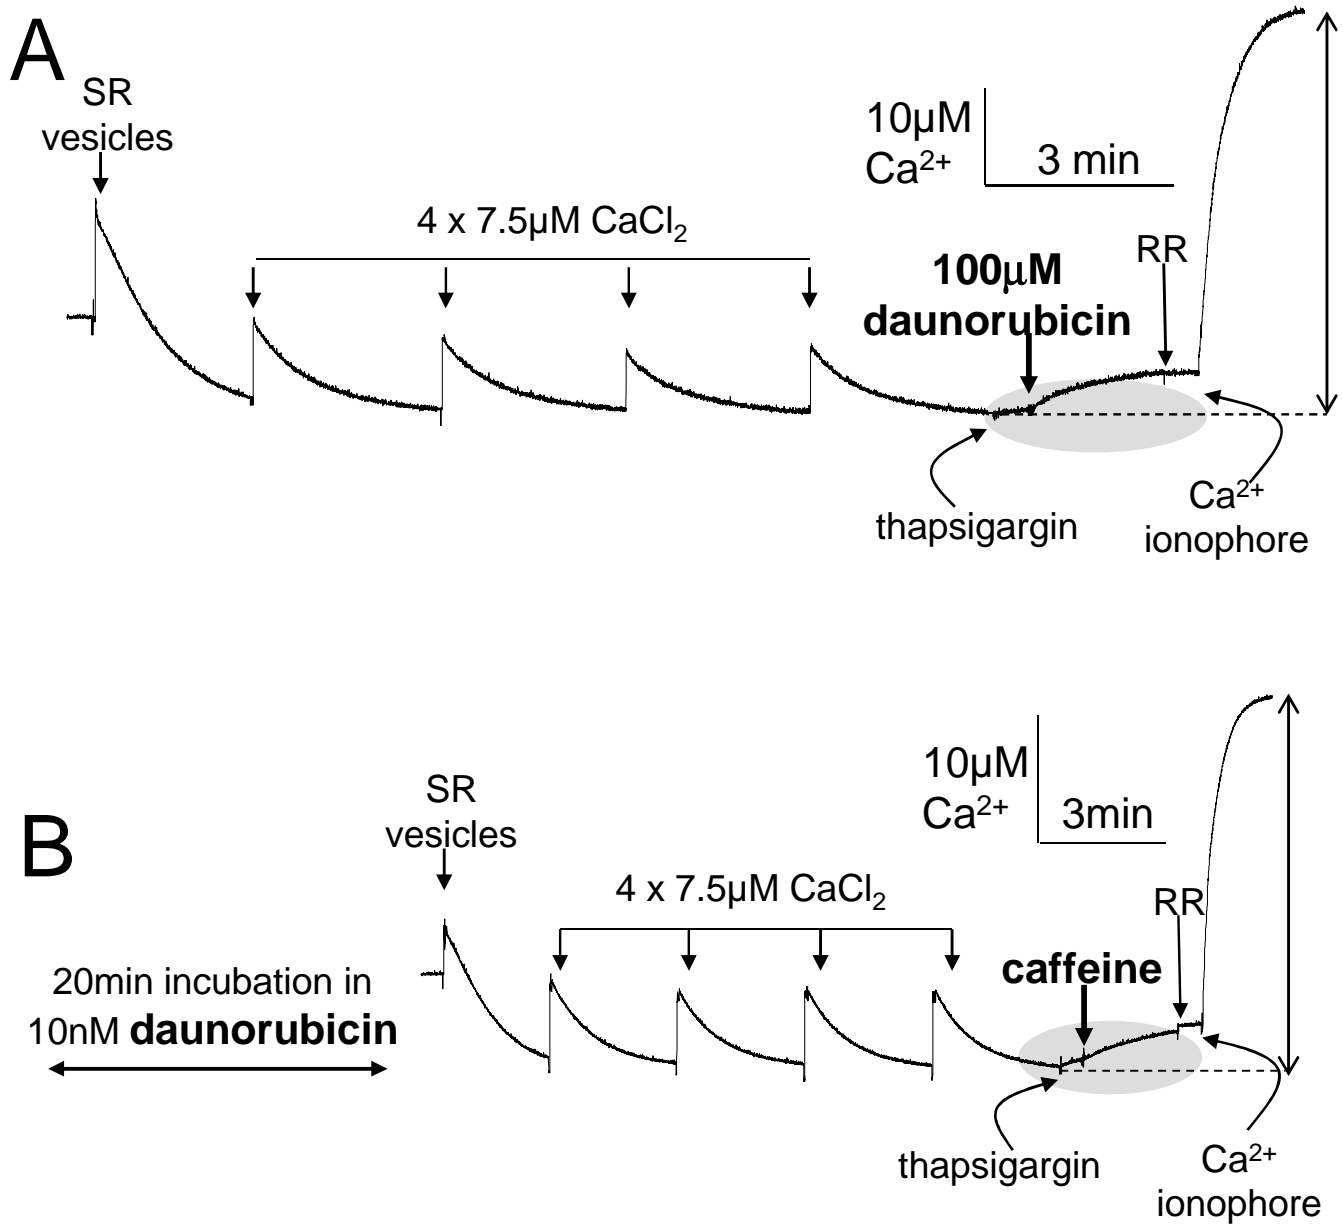 A
SR
vesicles
4 x 7.5µM CaCl₂
10µM
Ca²⁺
3 min
100µM
daunorubicin
RR
thapsigargin
Ca²⁺
ionophore
B
20min incubation in
10nM daunorubicin
SR
vesicles
4 x 7.5µM CaCl₂
10µM
Ca²⁺
3min
caffeine
RR
thapsigargin
Ca²⁺
ionophore